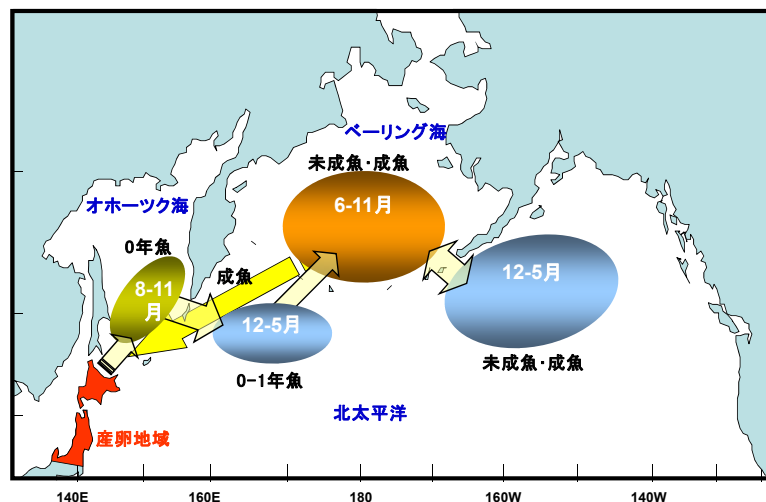 ベーリング海
未成魚・成魚
6-11月
オホーツク海
0年魚
8-11
月
成魚
12-5月
0-1年魚
12-5月
未成魚・成魚
北太平洋
産卵地域
140E
160E
180
160W
140W